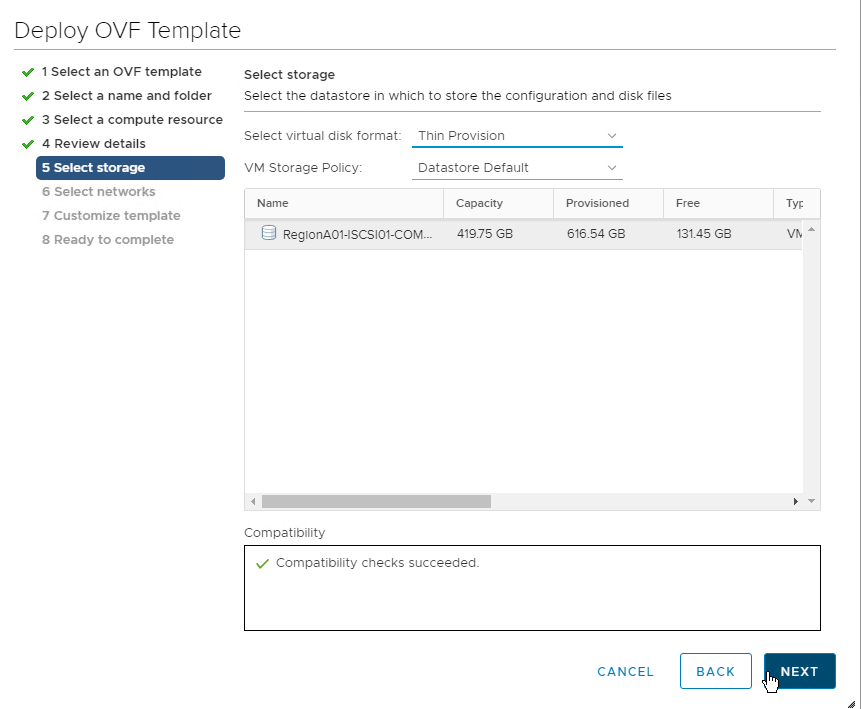 Deploy OVF Template
1 Select an OVF template
2 Select a name and folder
3 Select a compute resource
4 Review details
5 Select storage
6 Select networks
7 Customize template
8 Ready to complete
Select storage
Select the datastore in which to store the configuration and disk files
Select virtual disk format: Thin Provision
VM Storage Policy: Datastore Default
Name Capacity Provisioned Free Typ
RegionA01-ISCSI01-COM... 419.75 GB 616.54 GB 131.45 GB VM
Compatibility
Compatibility checks succeeded.
CANCEL BACK NEXT